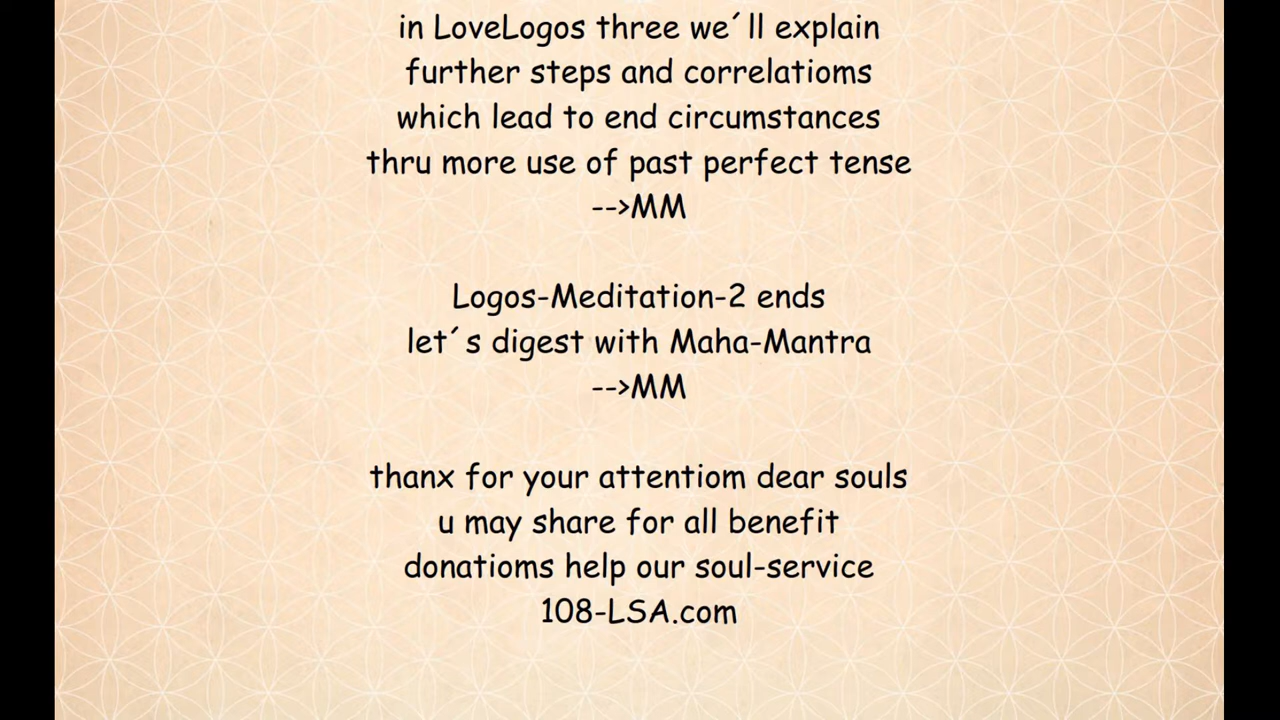 in LoveLogos three we´ll explain
further steps and correlatioms
which lead to end circumstances
thru more use of past perfect tense
-->MM
Logos-Meditation-2 ends
let´s digest with Maha-Mantra
-->MM
thanx for your attentiom dear souls
u may share for all benefit
donatioms help our soul-service
108-LSA.com